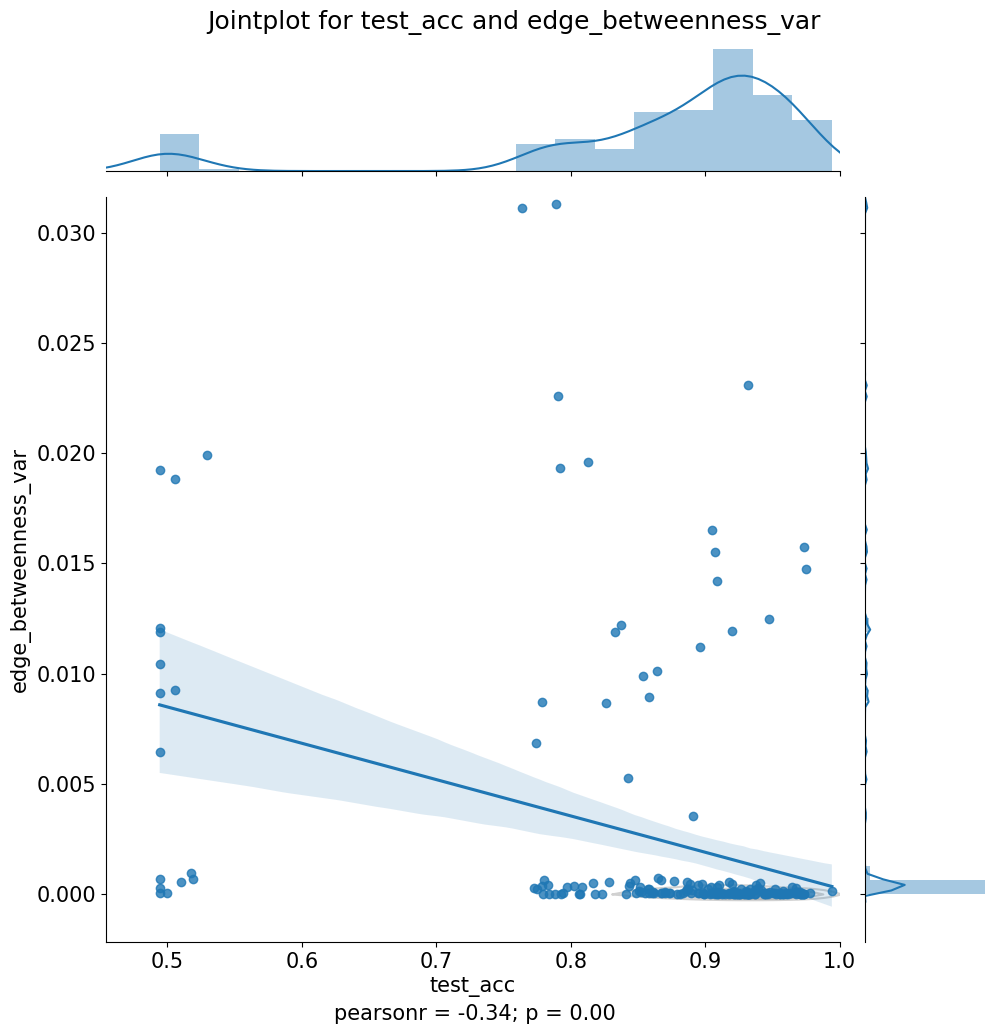 Jointplot for test_acc and edge_betweenness_var
0.030
0.025
0.020
0.015
0.010
0.005
0.000
edge_betweenness_var
0.5 0.6 0.7 0.8 0.9 1.0
test_acc
pearsonr = -0.34; p = 0.00